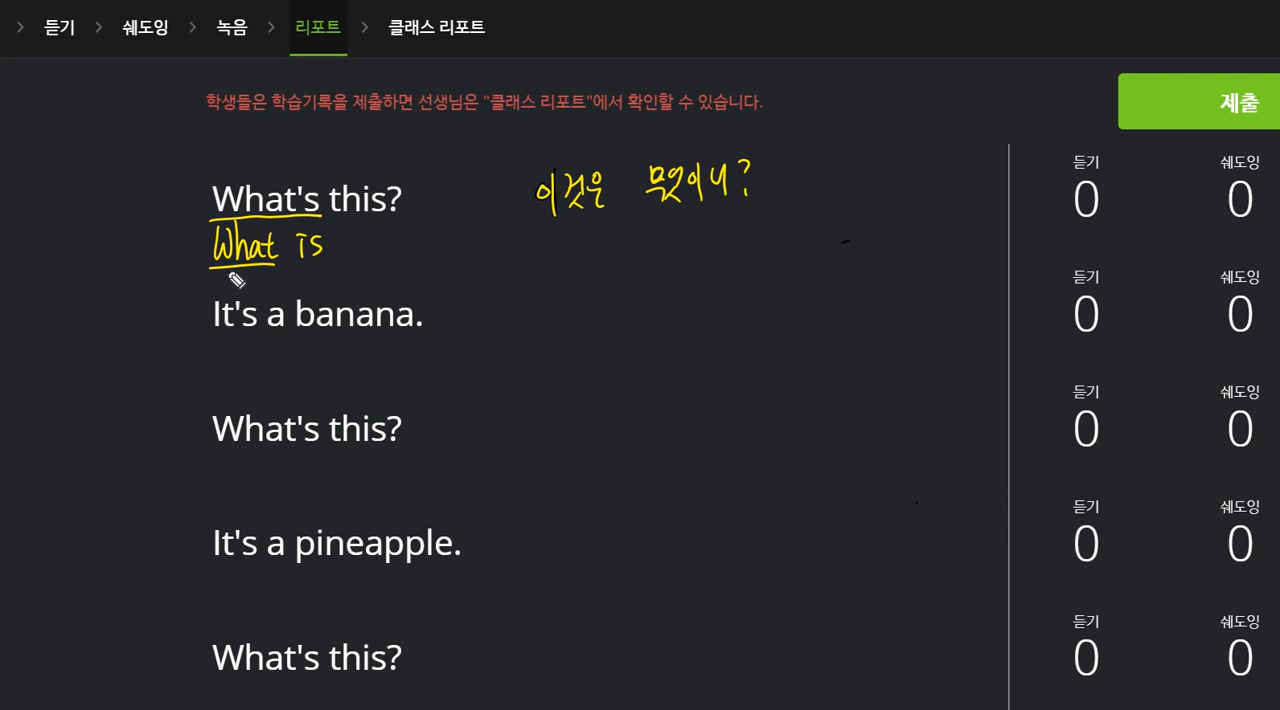 듣기 쉐도잉 녹음 리포트 클래스 리포트
학생들은 학습기록을 제출하면 선생님은 "클래스 리포트"에서 확인할 수 있습니다.
제출
What's this? 이것은 무엇이니?
What is
듣기 쉐도잉
0 0
It's a banana.
듣기 쉐도잉
0 0
What's this?
듣기 쉐도잉
0 0
It's a pineapple.
듣기 쉐도잉
0 0
What's this?
듣기 쉐도잉
0 0